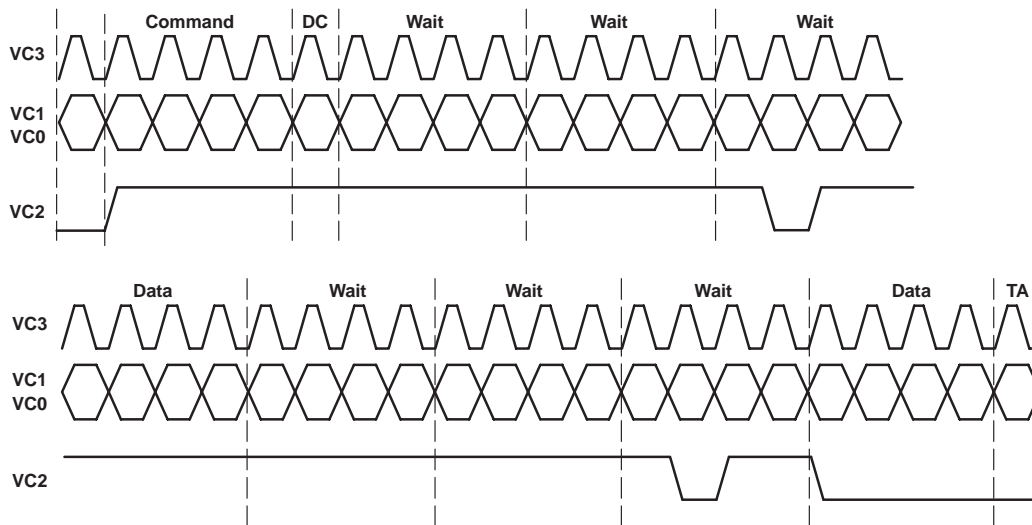 Command DC Wait Wait Wait
VC3
VC1
VC0
VC2
Data Wait Wait Wait Data TA
VC3
VC1
VC0
VC2